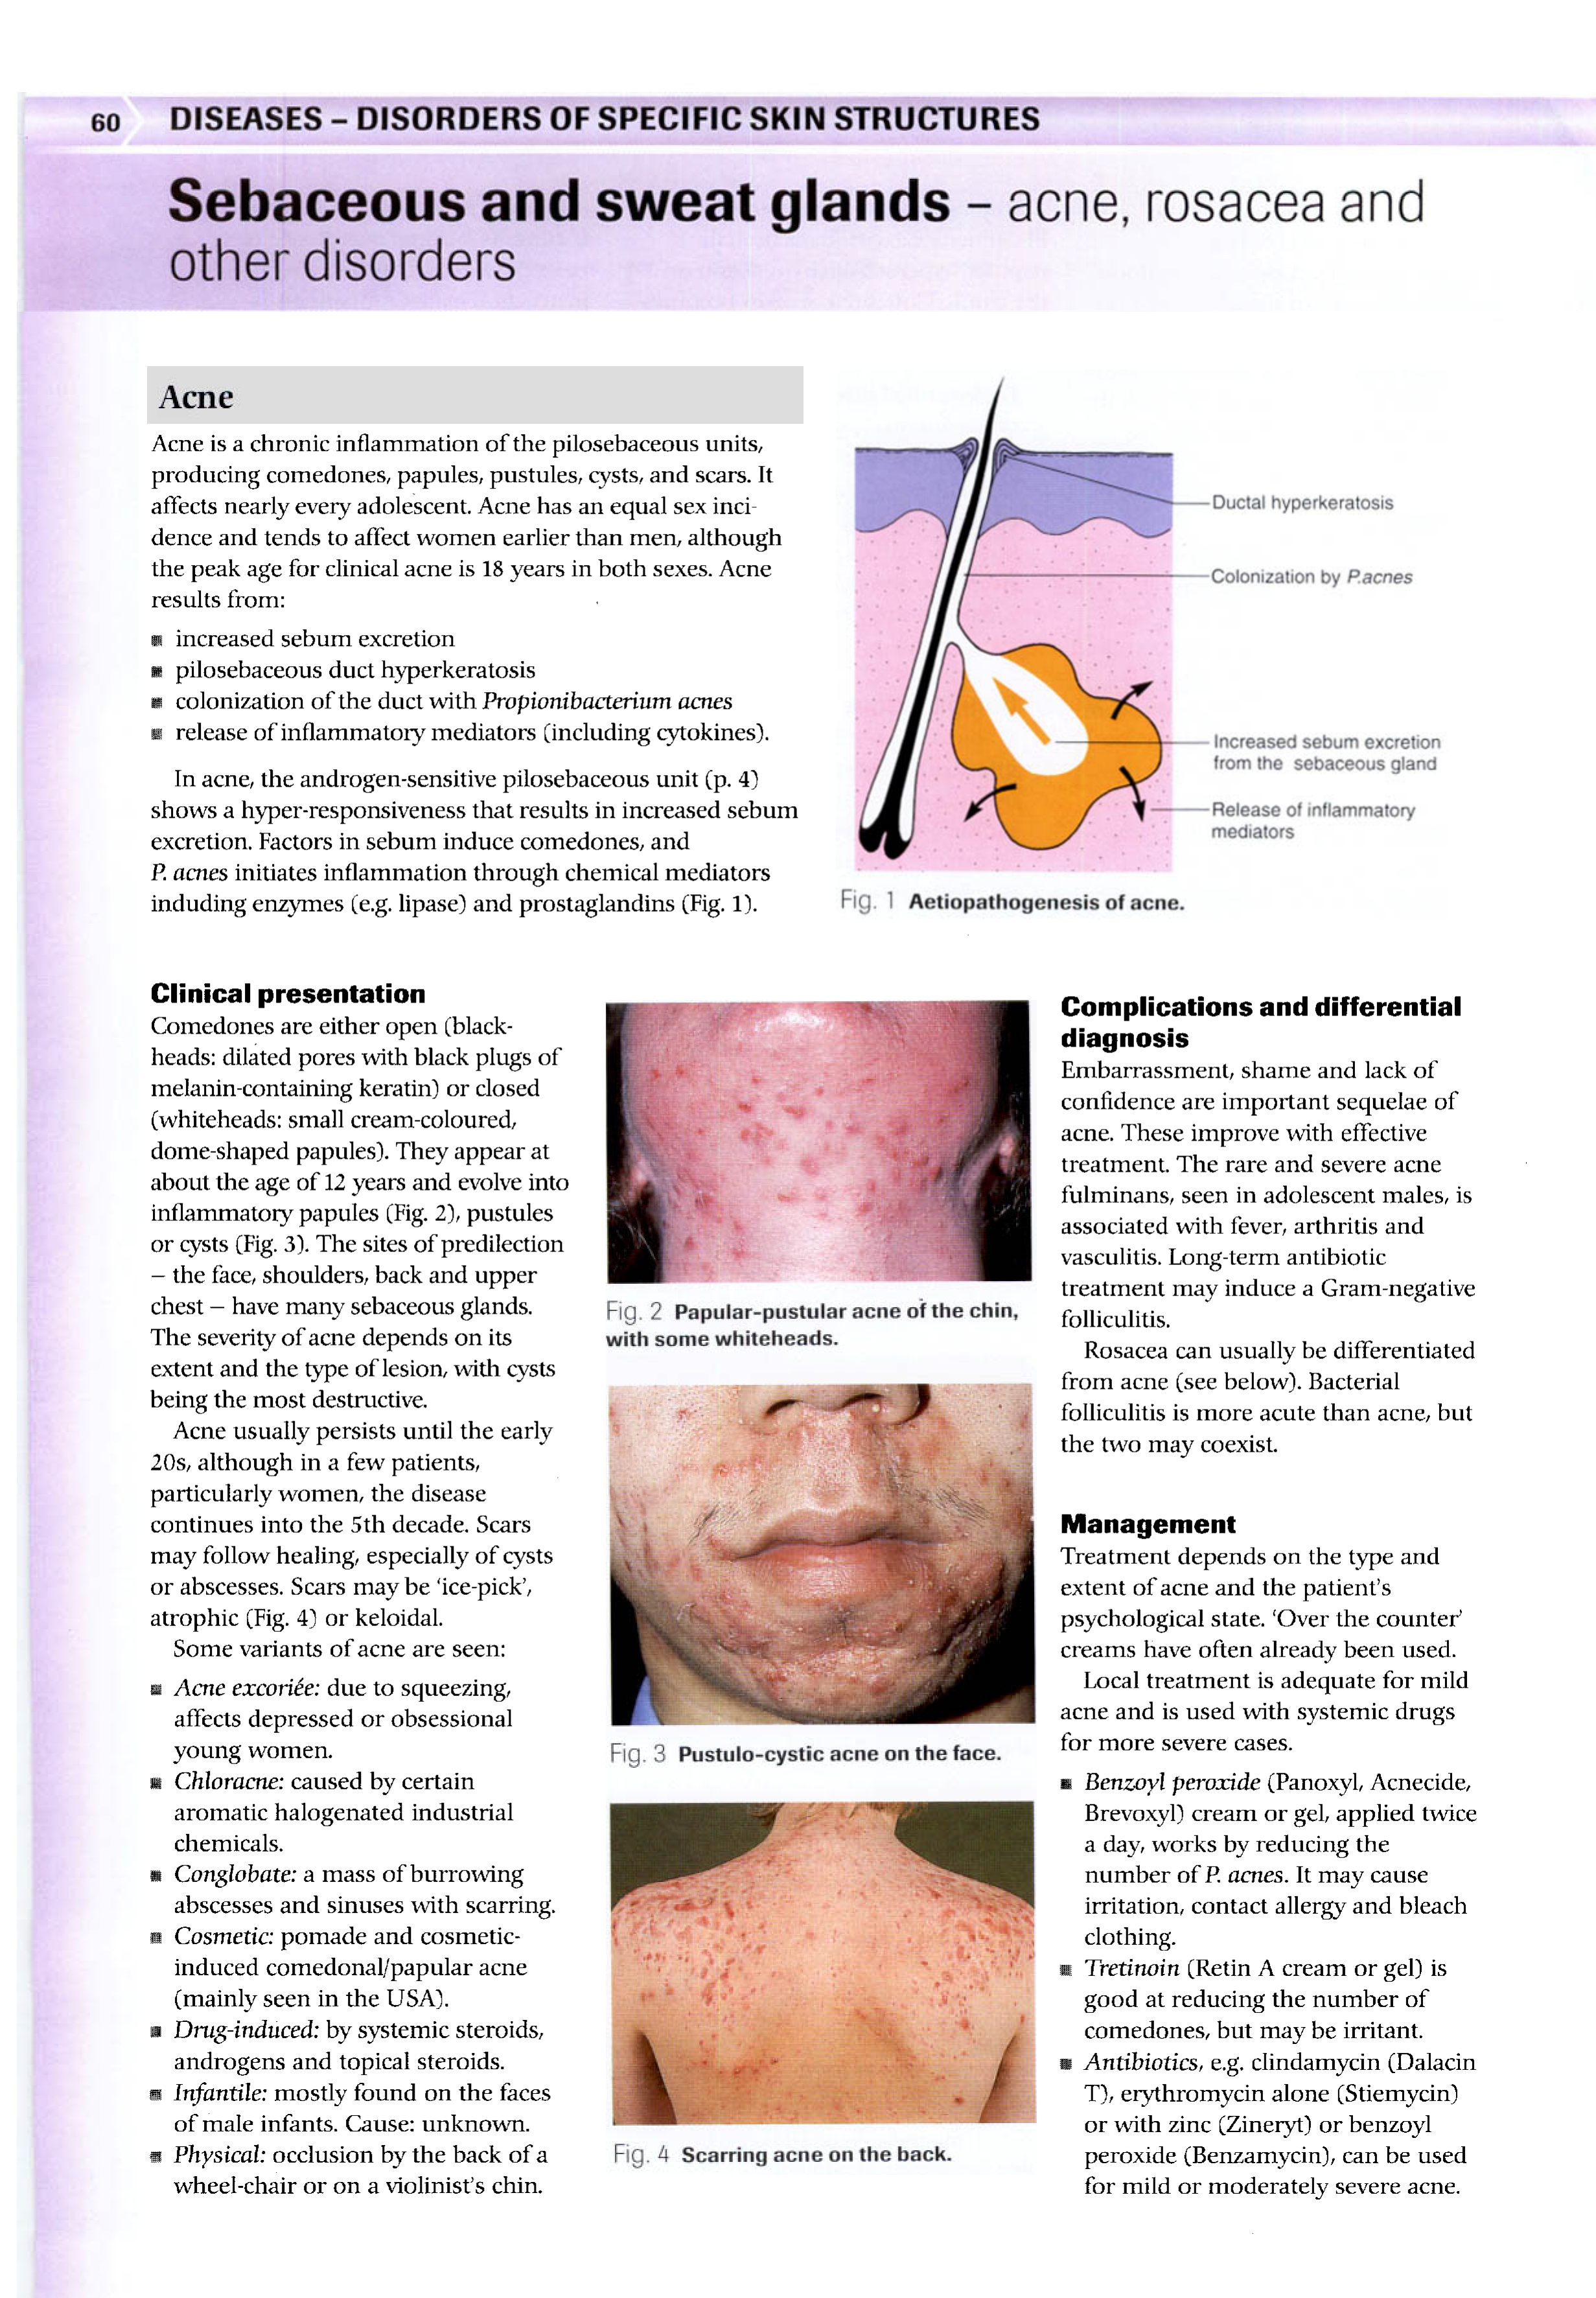 60
DISEASES – DISORDERS OF SPECIFIC SKIN STRUCTURES
Sebaceous and sweat glands – acne, rosacea and
other disorders
Acne
Acne is a chronic inflammation of the pilosebaceous units,
producing comedones, papules, pustules, cysts, and scars. It
affects nearly every adolescent. Acne has an equal sex inci-
dence and tends to affect women earlier than men, although
the peak age for clinical acne is 18 years in both sexes. Acne
results from:
■ increased sebum excretion
■ pilosebaceous duct hyperkeratosis
■ colonization of the duct with Propionibacterium acnes
■ release of inflammatory mediators (including cytokines).
In acne, the androgen-sensitive pilosebaceous unit (p. 4)
shows a hyper-responsiveness that results in increased sebum
excretion. Factors in sebum induce comedones, and
P. acnes initiates inflammation through chemical mediators
induding enzymes (e.g. lipase) and prostaglandins (Fig. 1).
Ductal hyperkeratosis
Colonization by P.acnes
Increased sebum excretion
from the sebaceous gland
Release of inflammatory
mediators
Fig. 1 Aetiopathogenesis of acne.
Clinical presentation
Comedones are either open (black-
heads: dilated pores with black plugs of
melanin-containing keratin) or closed
(whiteheads: small cream-coloured,
dome-shaped papules). They appear at
about the age of 12 years and evolve into
inflammatory papules (Fig. 2), pustules
or cysts (Fig. 3). The sites of predilection
– the face, shoulders, back and upper
chest – have many sebaceous glands.
The severity of acne depends on its
extent and the type of lesion, with cysts
being the most destructive.
Acne usually persists until the early
20s, although in a few patients,
particularly women, the disease
continues into the 5th decade. Scars
may follow healing, especially of cysts
or abscesses. Scars may be 'ice-pick',
atrophic (Fig. 4) or keloidal.
Some variants of acne are seen:
■ Acne excoriée: due to squeezing,
affects depressed or obsessional
young women.
■ Chloracne: caused by certain
aromatic halogenated industrial
chemicals.
■ Conglobate: a mass of burrowing
abscesses and sinuses with scarring.
■ Cosmetic: pomade and cosmetic-
induced comedonal/papular acne
(mainly seen in the USA).
■ Drug-induced: by systemic steroids,
androgens and topical steroids.
■ Infantile: mostly found on the faces
of male infants. Cause: unknown.
■ Physical: occlusion by the back of a
wheel-chair or on a violinist's chin.
Fig. 2 Papular-pustular acne of the chin,
with some whiteheads.
Fig. 3 Pustulo-cystic acne on the face.
Fig. 4 Scarring acne on the back.
Complications and differential
diagnosis
Embarrassment, shame and lack of
confidence are important sequelae of
acne. These improve with effective
treatment. The rare and severe acne
fulminans, seen in adolescent males, is
associated with fever, arthritis and
vasculitis. Long-term antibiotic
treatment may induce a Gram-negative
folliculitis.
Rosacea can usually be differentiated
from acne (see below). Bacterial
folliculitis is more acute than acne, but
the two may coexist.
Management
Treatment depends on the type and
extent of acne and the patient's
psychological state. 'Over the counter'
creams have often already been used.
Local treatment is adequate for mild
acne and is used with systemic drugs
for more severe cases.
■ Benzoyl peroxide (Panoxyl, Acnecide,
Brevoxyl) cream or gel, applied twice
a day, works by reducing the
number of P. acnes. It may cause
irritation, contact allergy and bleach
clothing.
■ Tretinoin (Retin A cream or gel) is
good at reducing the number of
comedones, but may be irritant.
■ Antibiotics, e.g. clindamycin (Dalacin
T), erythromycin alone (Stiemycin)
or with zinc (Zineryt) or benzoyl
peroxide (Benzamycin), can be used
for mild or moderately severe acne.